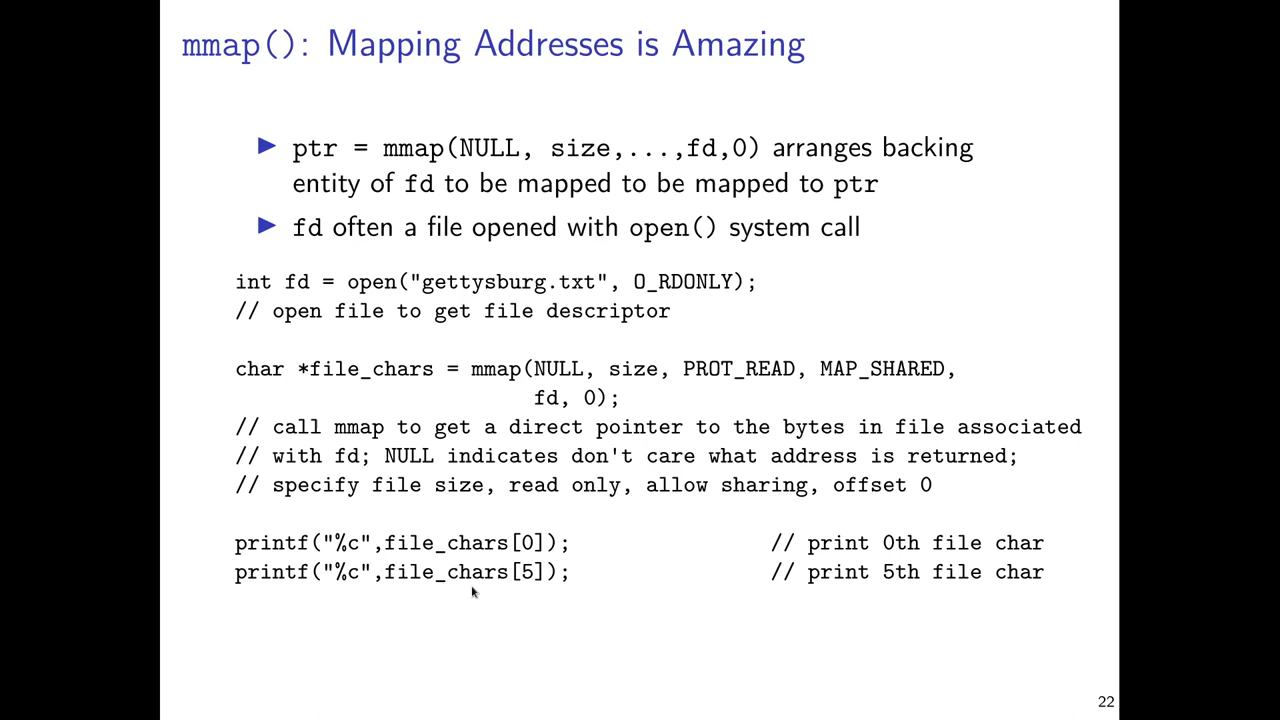 mmap(): Mapping Addresses is Amazing
▶ ptr = mmap(NULL, size,...,fd,0) arranges backing
entity of fd to be mapped to be mapped to ptr
▶ fd often a file opened with open() system call
int fd = open("gettysburg.txt", O_RDONLY);
// open file to get file descriptor
char *file_chars = mmap(NULL, size, PROT_READ, MAP_SHARED,
fd, 0);
// call mmap to get a direct pointer to the bytes in file associated
// with fd; NULL indicates don't care what address is returned;
// specify file size, read only, allow sharing, offset 0
printf("%c",file_chars[0]); // print 0th file char
printf("%c",file_chars[5]); // print 5th file char
22